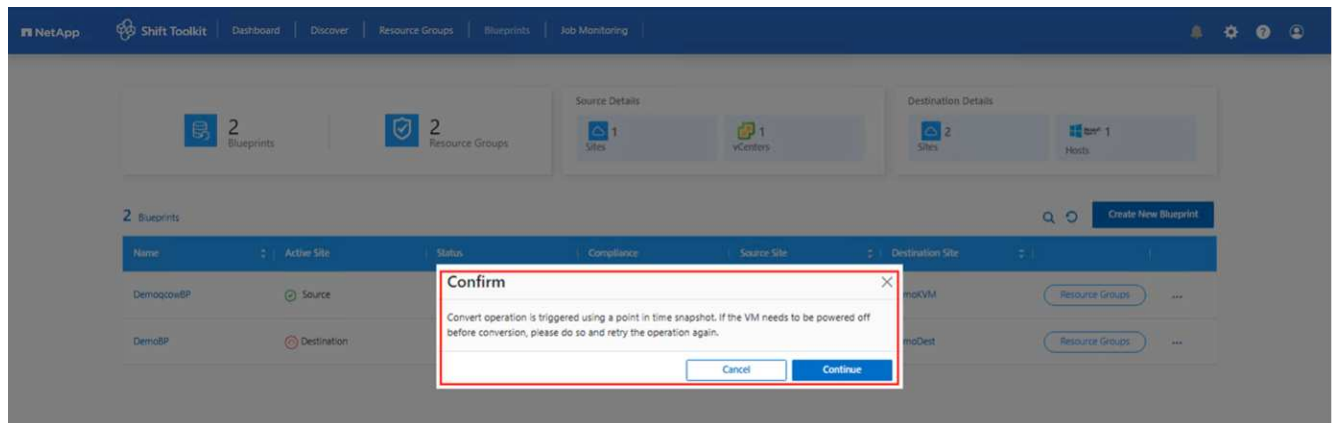 NetApp Shift Toolkit Dashboard Discover Resource Groups Blueprints Job Monitoring
Source Details Destination Details
2 2 1 1 2 1
Blueprints Resource Groups Sites vCenters Sites Hosts
2 Blueprints Create New Blueprint
Name Active Site Status Compliance Source Site Destination Site
Confirm
DemoqcowBP Source moKVM Resource Groups ...
Convert operation is triggered using a point in time snapshot. If the VM needs to be powered off
before conversion, please do so and retry the operation again.
DemoBP Destination moDest Resource Groups ...
Cancel Continue